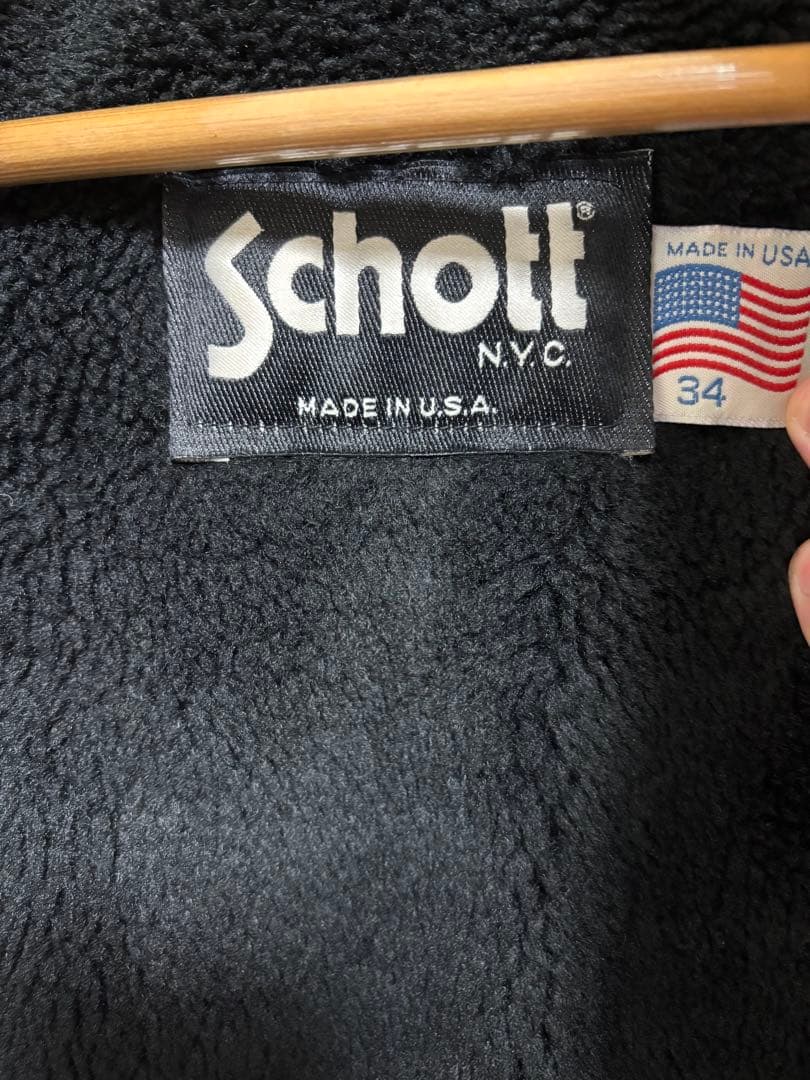 Schott®
N.Y.C.
MADE IN U.S.A.
MADE IN USA
34